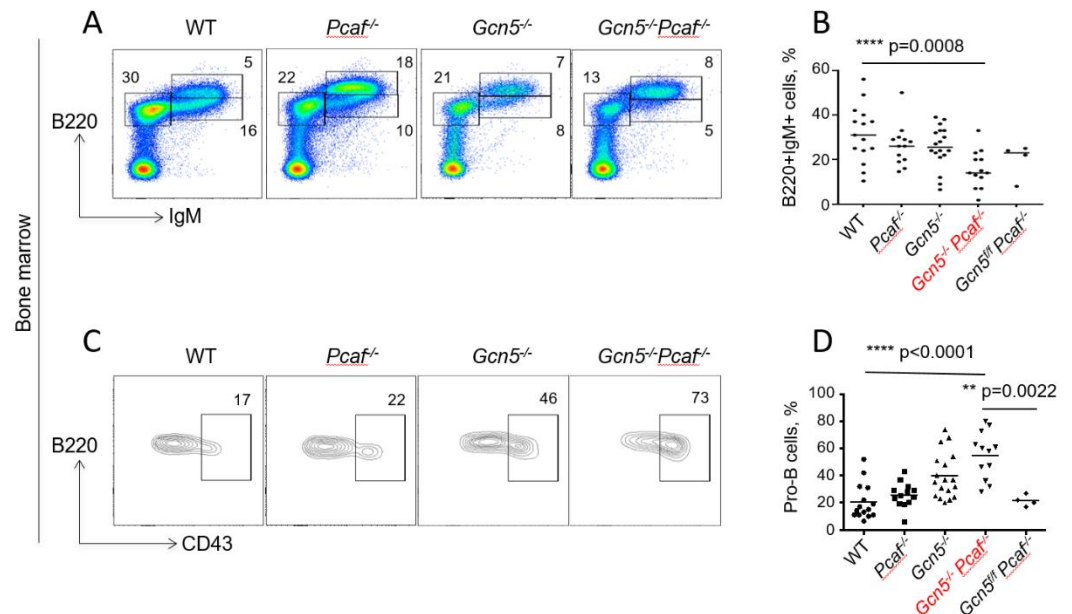 A
WT
Pcaf-/-
Gcn5-/-
Gcn5-/-Pcaf-/-
30
5
16
22
18
10
21
7
8
13
8
5
B220
IgM
B
**** p=0.0008
B220+IgM+ cells, %
60
40
20
0
WT
Pcaf-/-
Gcn5-/-
Gcn5-/- Pcaf-/-
Gcn5f/f Pcaf-/-
Bone marrow
C
WT
Pcaf-/-
Gcn5-/-
Gcn5-/-Pcaf-/-
17
22
46
73
B220
CD43
D
**** p<0.0001
** p=0.0022
Pro-B cells, %
100
80
60
40
20
0
WT
Pcaf-/-
Gcn5-/-
Gcn5-/- Pcaf-/-
Gcn5f/f Pcaf-/-